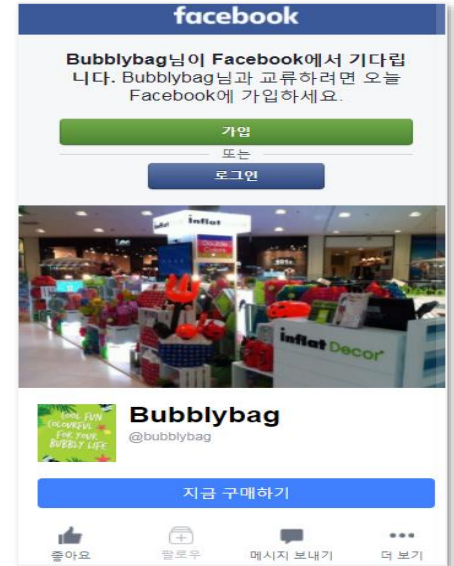 facebook
Bubblybag님이 Facebook에서 기다립
니다. Bubblybag님과 교류하려면 오늘
Facebook에 가입하세요.
가입
또는
로그인
inflat
Lee
Double
Colors
inflat Decor
COOL FUN
COLOURFUL
FOR YOUR
BUBBLY LIFE
Bubblybag
@bubblybag
지금 구매하기
좋아요
팔로우
메시지 보내기
더 보기